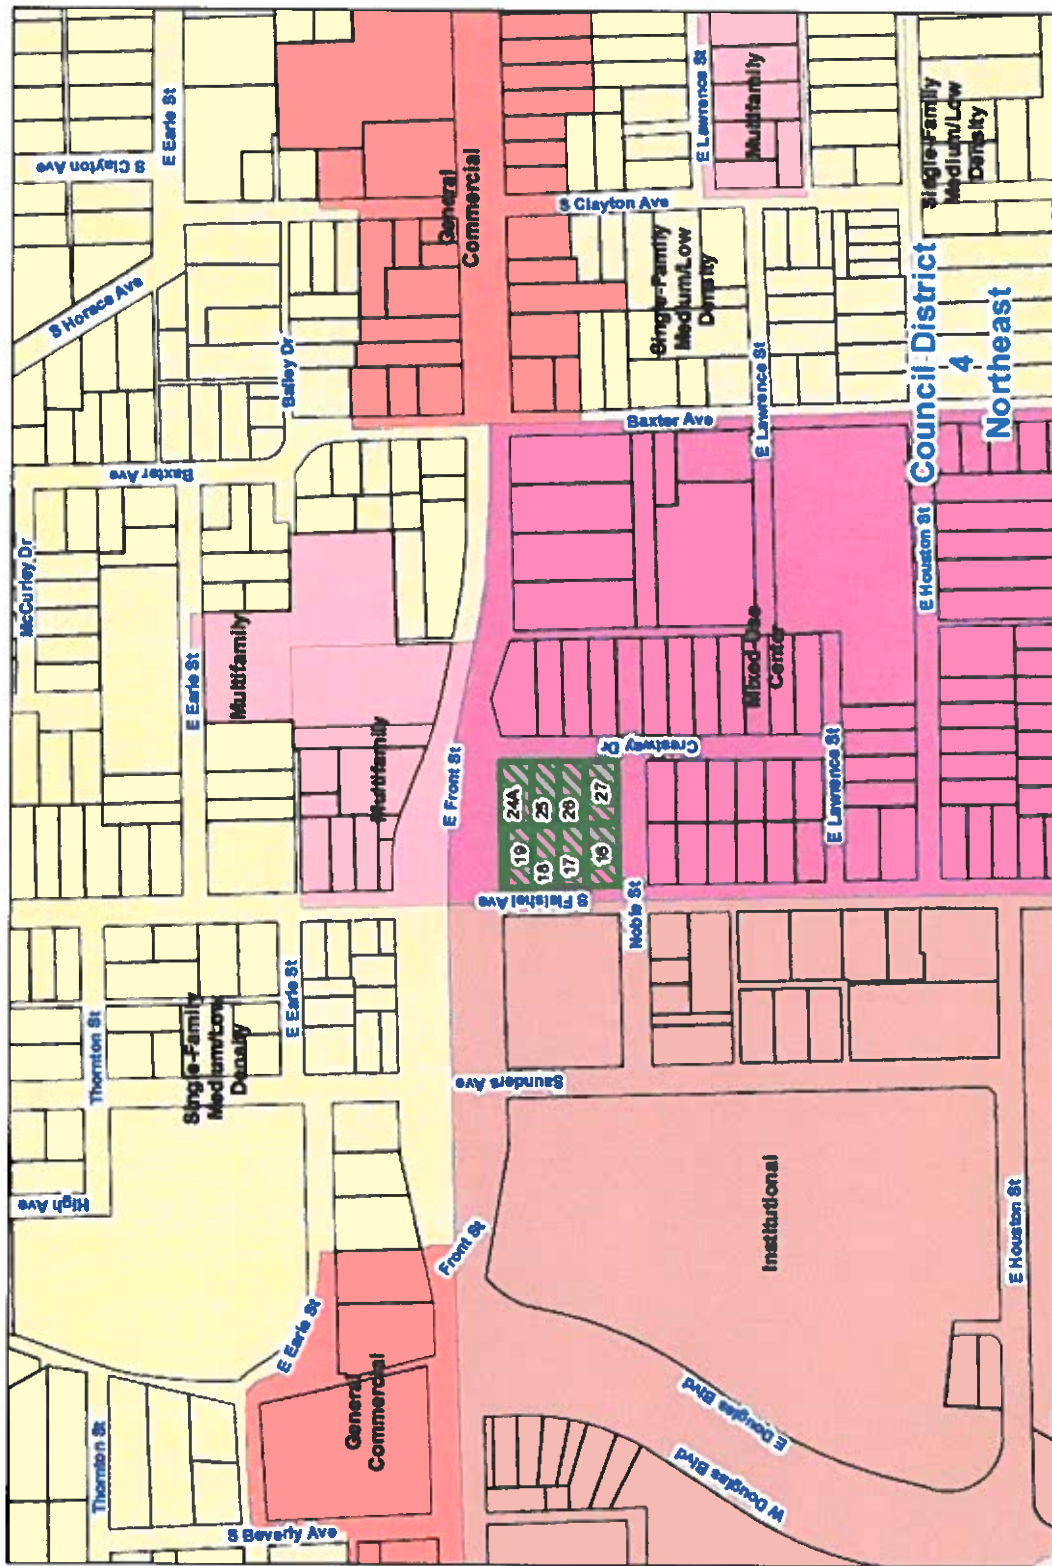 McCurley Dr
S Clayton Ave
E Earle St
S Horace Ave
Bailey Dr
Baxter Ave
E Earle St
Multifamily
Multifamily
General
Commercial
S Clayton Ave
E Lawrence St
Multifamily
Single-Family
Medium/Low
Density
Single-Family
Medium/Low
Density
Baxter Ave
E Lawrence St
Council District
4
Northeast
E Houston St
Mixed-Use
Center
Crestway Dr
E Lawrence St
E Front St
24A
25
26
27
19
18
17
16
S Fleishel Ave
Noble St
Thornton St
Single-Family
Medium/Low
Density
E Earle St
High Ave
Saunders Ave
Front St
E Earle St
General
Commercial
Thornton St
S Beverly Ave
Institutional
E Houston St
E Douglas Blvd
W Douglas Blvd